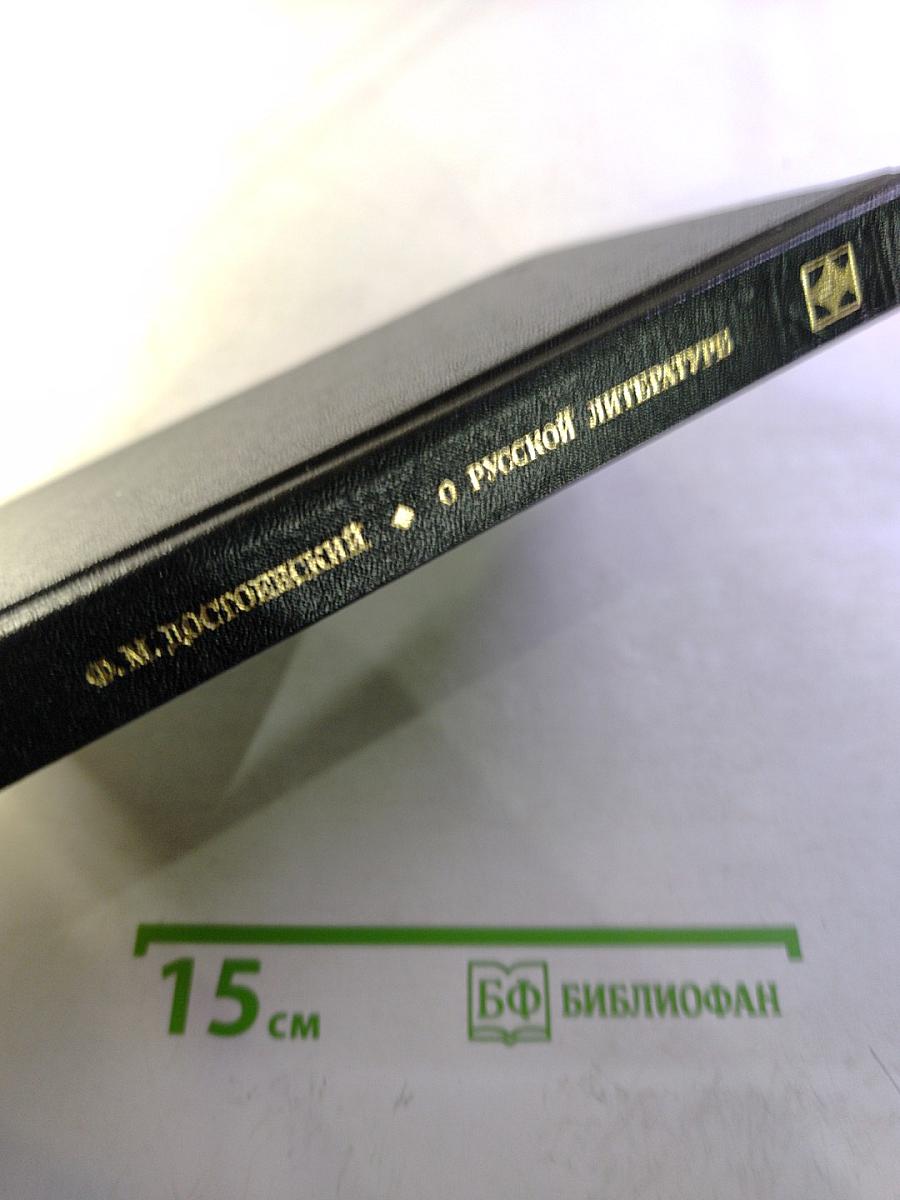 Ф. М. ДОСТОЕВСКИЙ ◆ О РУССКОЙ ЛИТЕРАТУРЕ
15 см
БФ БИБЛИОФАН